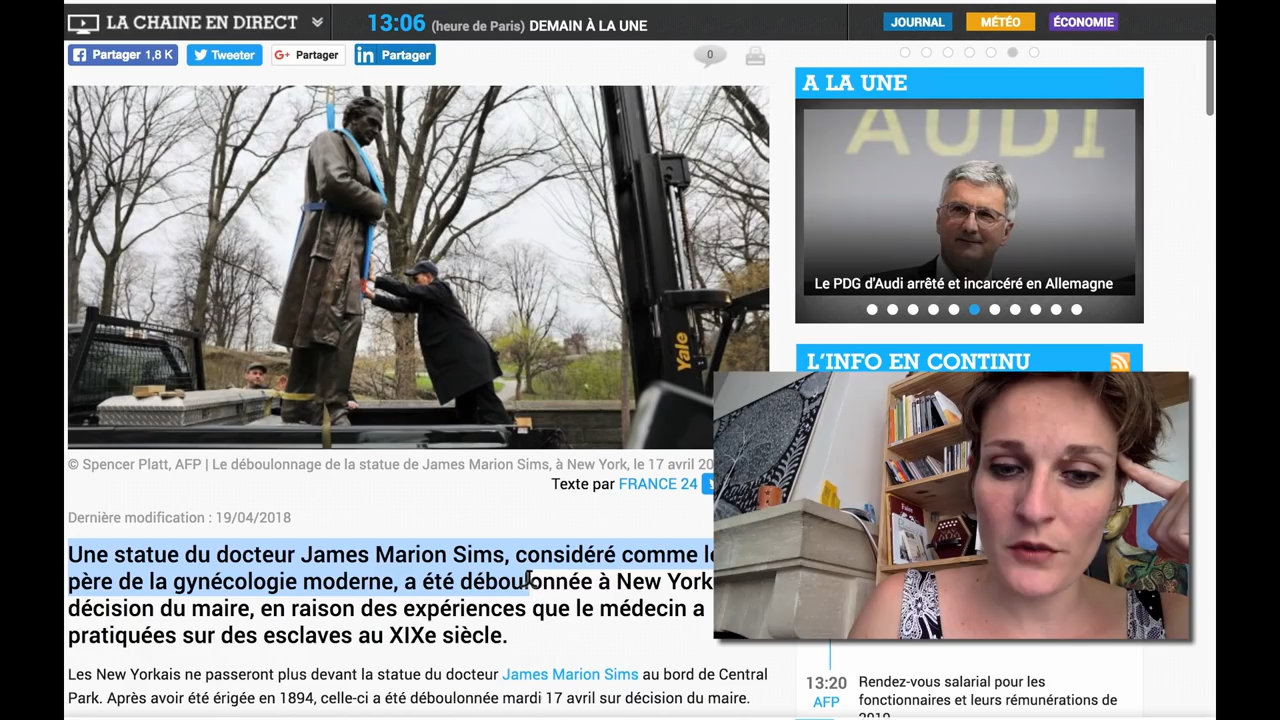 LA CHAINE EN DIRECT
13:06 (heure de Paris) DEMAIN À LA UNE
JOURNAL
MÉTÉO
ÉCONOMIE
Partager 1,8 K
Tweeter
G+ Partager
in Partager
0
A LA UNE
AUDI
Le PDG d'Audi arrêté et incarcéré en Allemagne
L'INFO EN CONTINU
Yale
© Spencer Platt, AFP | Le déboulonnage de la statue de James Marion Sims, à New York, le 17 avril 20
Texte par FRANCE 24
Dernière modification : 19/04/2018
Une statue du docteur James Marion Sims, considéré comme le
père de la gynécologie moderne, a été déboulonnée à New York
décision du maire, en raison des expériences que le médecin a
pratiquées sur des esclaves au XIXe siècle.
Les New Yorkais ne passeront plus devant la statue du docteur James Marion Sims au bord de Central
Park. Après avoir été érigée en 1894, celle-ci a été déboulonnée mardi 17 avril sur décision du maire.
13:20
AFP
Rendez-vous salarial pour les
fonctionnaires et leurs rémunérations de
2019